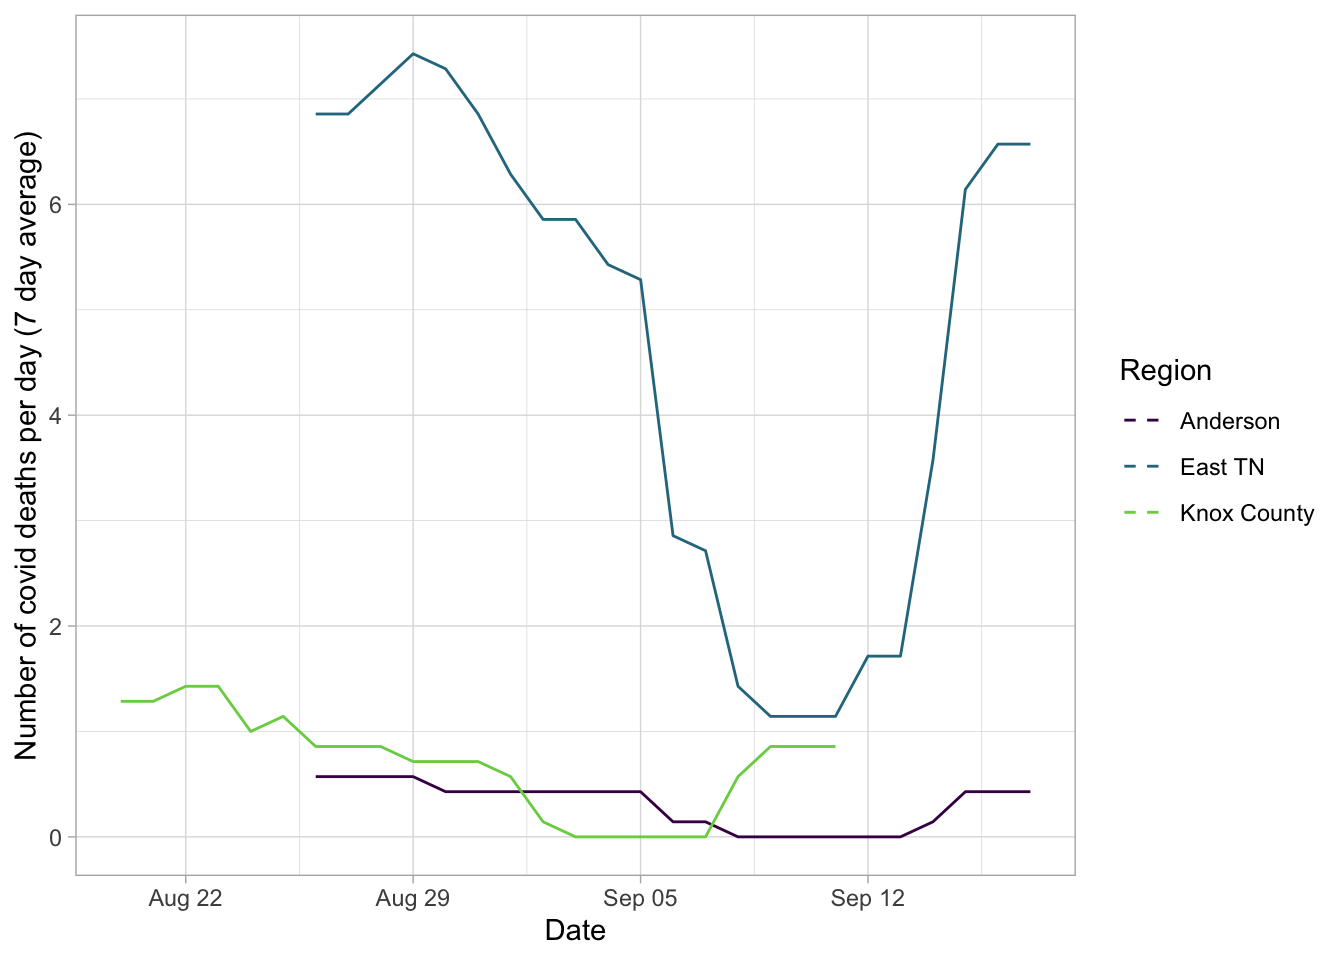 Number of covid deaths per day (7 day average)
6
4
2
0
Aug 22
Aug 29
Sep 05
Sep 12
Date
Region
Anderson
East TN
Knox County